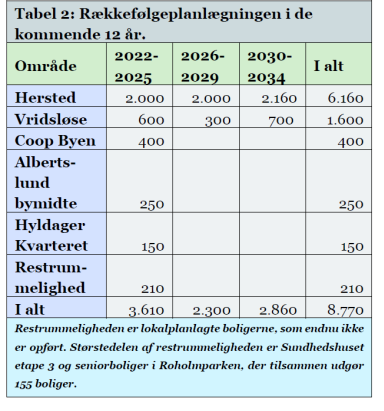 Tabel 2: Rækkefølgeplanlægningen i de
kommende 12 år.
Område 2022- 2026- 2030- I alt
2025 2029 2034
Hersted 2.000 2.000 2.160 6.160
Vridsløse 600 300 700 1.600
Coop Byen 400 400
Alberts-
lund
bymidte 250 250
Hyldager
Kvarteret 150 150
Restrum-
melighed 210 210
I alt 3.610 2.300 2.860 8.770
Restrummeligheden er lokalplanlagte boligerne, som endnu ikke
er opført. Størstedelen af restrummeligheden er Sundhedshuset
etape 3 og seniorboliger i Roholmparken, der tilsammen udgør
155 boliger.